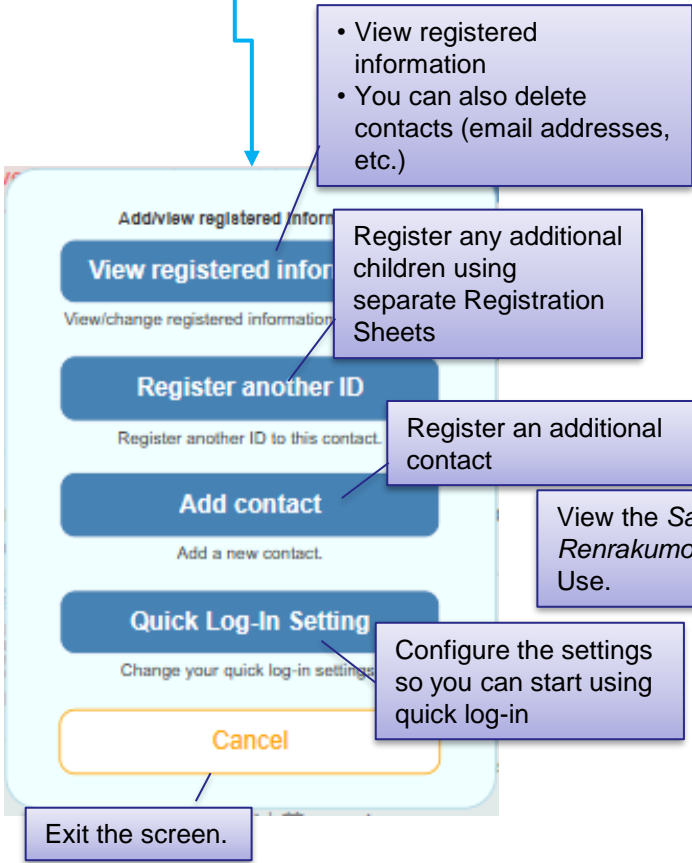 • View registered
information
• You can also delete
contacts (email addresses,
etc.)
Add/view registered
View registered
View/change registered information
Register any additional
children using
separate Registration
Sheets
Register another ID
Register another ID to this contact.
Register an additional
contact
Add contact
Add a new contact.
View the
Use.
Quick Log-In Setting
Change your quick log-in settings
Configure the settings
so you can start using
quick log-in
Cancel
Exit the screen.